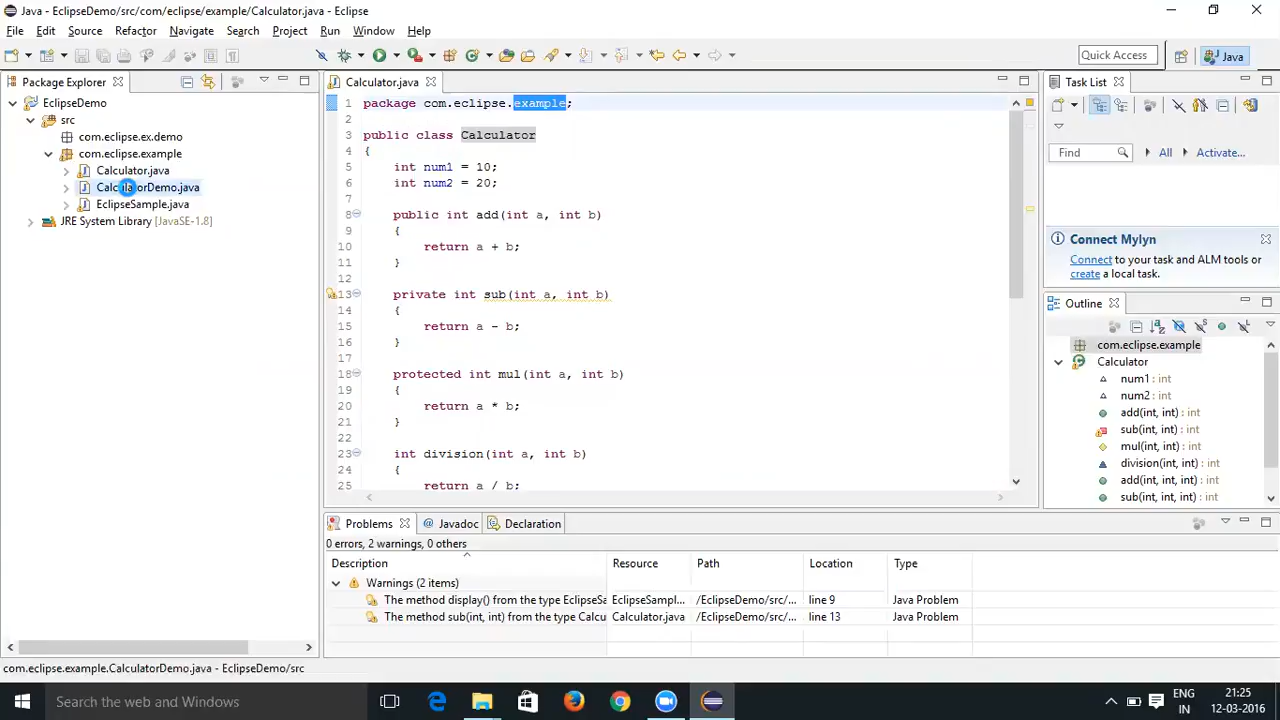 Java - EclipseDemo/src/com/eclipse/example/Calculator.java - Eclipse
File Edit Source Refactor Navigate Search Project Run Window Help
Quick Access
Java
Package Explorer
EclipseDemo
src
com.eclipse.ex.demo
com.eclipse.example
Calculator.java
CalculatorDemo.java
EclipseSample.java
JRE System Library [JavaSE-1.8]
Calculator.java
1 package com.eclipse.example;
2
3 public class Calculator
4 {
5 int num1 = 10;
6 int num2 = 20;
7
8 public int add(int a, int b)
9 {
10 return a + b;
11 }
12
13 private int sub(int a, int b)
14 {
15 return a - b;
16 }
17
18 protected int mul(int a, int b)
19 {
20 return a * b;
21 }
22
23 int division(int a, int b)
24 {
25 return a / b;
Task List
Find All Activate...
Connect Mylyn
Connect to your task and ALM tools or
create a local task.
Outline
com.eclipse.example
Calculator
num1 : int
num2 : int
add(int, int) : int
sub(int, int) : int
mul(int, int) : int
division(int, int) : int
add(int, int, int) : int
sub(int, int, int) : int
Problems @ Javadoc Declaration
0 errors, 2 warnings, 0 others
Description Resource Path Location Type
Warnings (2 items)
The method display() from the type EclipseSa EclipseSampl... /EclipseDemo/src/... line 9 Java Problem
The method sub(int, int) from the type Calcu Calculator.java /EclipseDemo/src/... line 13 Java Problem
com.eclipse.example.CalculatorDemo.java - EclipseDemo/src
Search the web and Windows
ENG
IN
21:25
12-03-2016